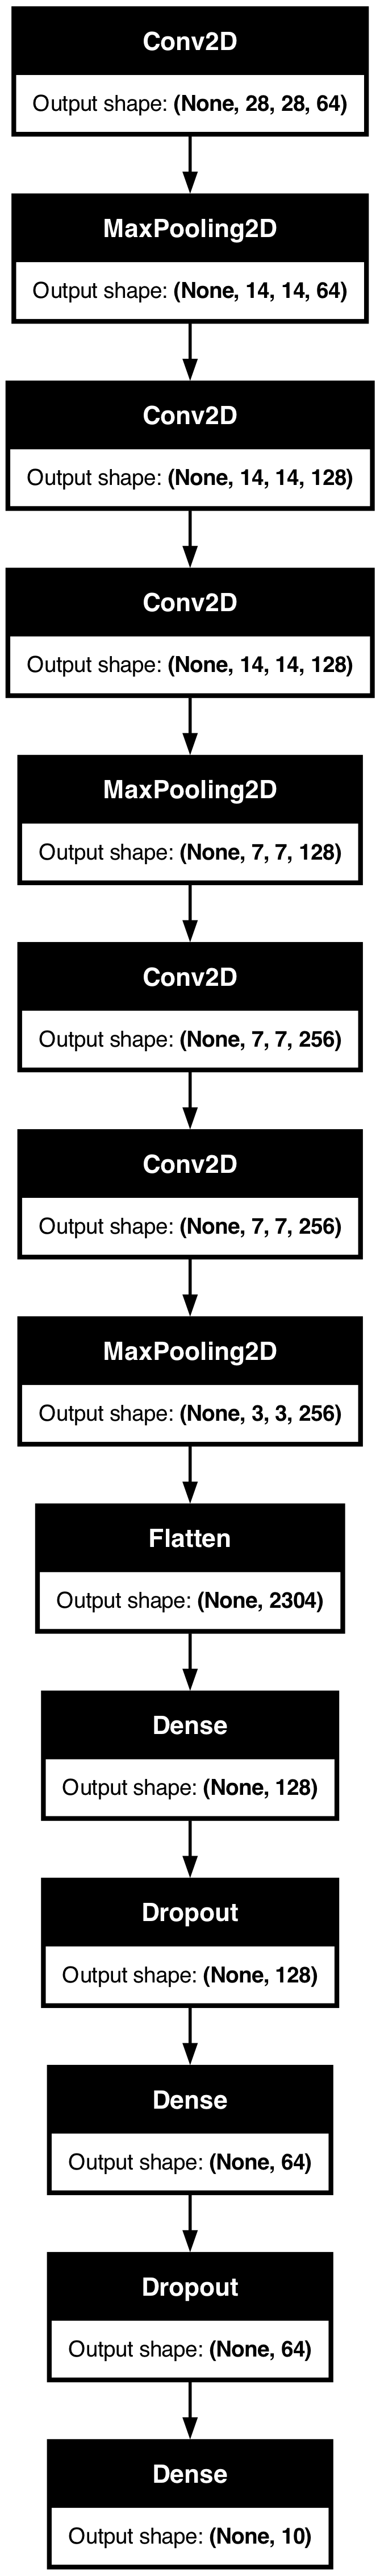 Conv2D
Output shape: (None, 28, 28, 64)
MaxPooling2D
Output shape: (None, 14, 14, 64)
Conv2D
Output shape: (None, 14, 14, 128)
Conv2D
Output shape: (None, 14, 14, 128)
MaxPooling2D
Output shape: (None, 7, 7, 128)
Conv2D
Output shape: (None, 7, 7, 256)
Conv2D
Output shape: (None, 7, 7, 256)
MaxPooling2D
Output shape: (None, 3, 3, 256)
Flatten
Output shape: (None, 2304)
Dense
Output shape: (None, 128)
Dropout
Output shape: (None, 128)
Dense
Output shape: (None, 64)
Dropout
Output shape: (None, 64)
Dense
Output shape: (None, 10)